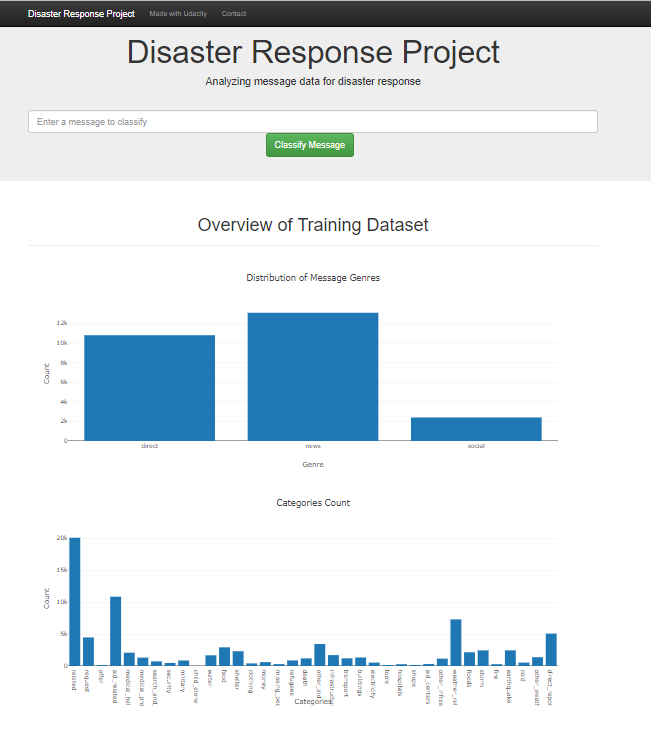 Disaster Response Project Made with Udacity Contact
Disaster Response Project
Analyzing message data for disaster response
Enter a message to classify
Classify Message
Overview of Training Dataset
Distribution of Message Genres
12k
10k
8k
6k
4k
2k
0
Count
direct news social
Genre
Categories Count
20k
15k
10k
5k
0
Count
related
request
offer
aid_related
medical_hel
medical_pro
search_and
security
military
child_alone
water
food
shelter
clothing
money
missing_peo
refugees
death
other_aid
infrastructur
transport
buildings
electricity
tools
hospitals
shops
aid_centers
other_infras
weather_rel
floods
storm
fire
earthquake
cold
other_weath
direct_repor
Categories